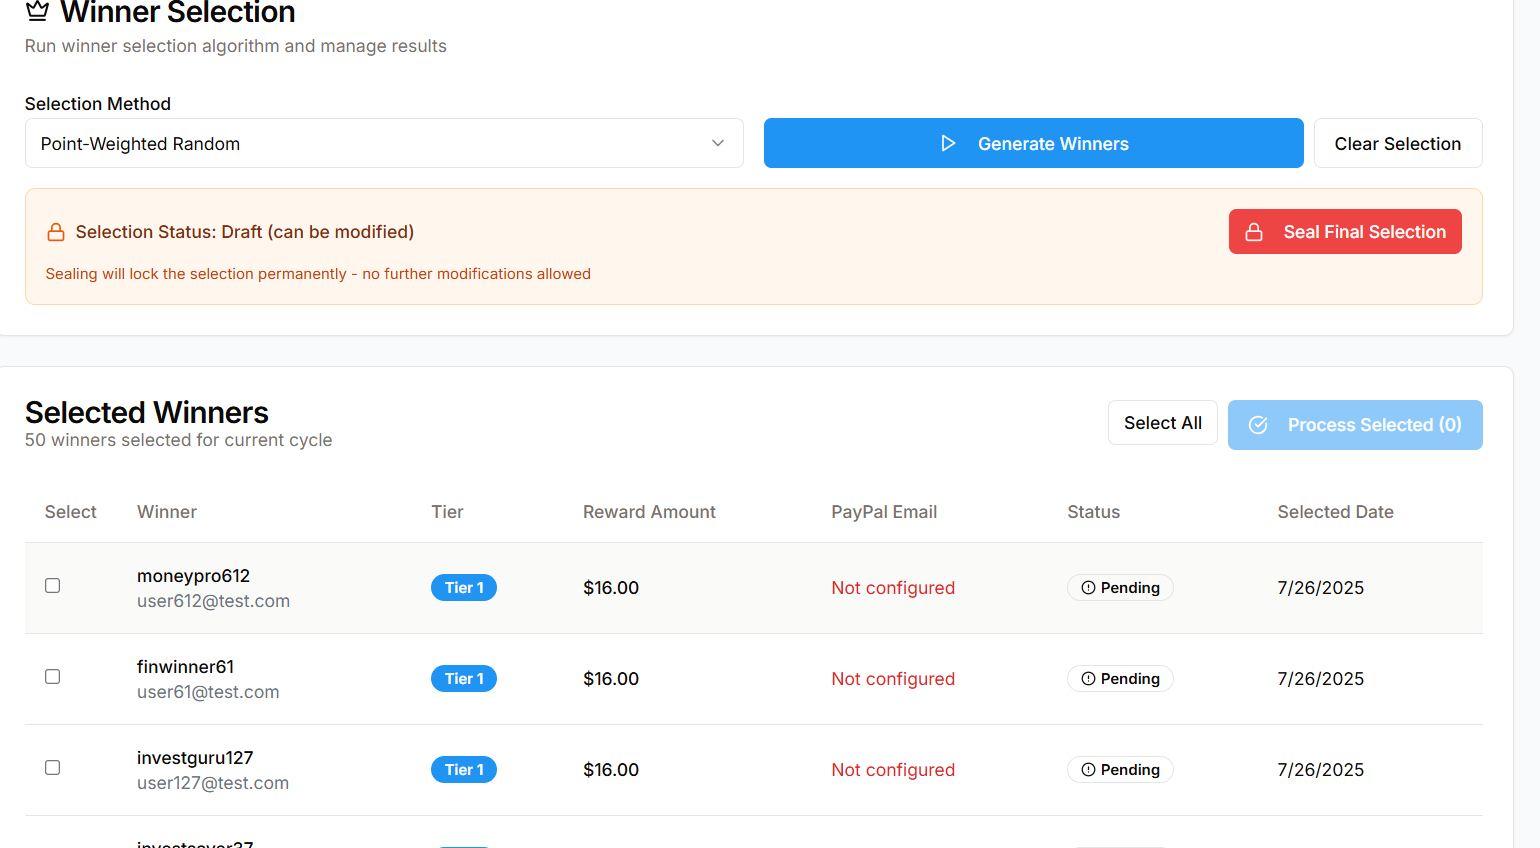 Winner Selection
Run winner selection algorithm and manage results
Selection Method
Point-Weighted Random
Generate Winners
Clear Selection
Selection Status: Draft (can be modified)
Seal Final Selection
Sealing will lock the selection permanently - no further modifications allowed
Selected Winners
50 winners selected for current cycle
Select All
Process Selected (0)
Select Winner Tier Reward Amount PayPal Email Status Selected Date
moneypro612
user612@test.com
Tier 1 $16.00 Not configured Pending 7/26/2025
finwinner61
user61@test.com
Tier 1 $16.00 Not configured Pending 7/26/2025
investguru127
user127@test.com
Tier 1 $16.00 Not configured Pending 7/26/2025